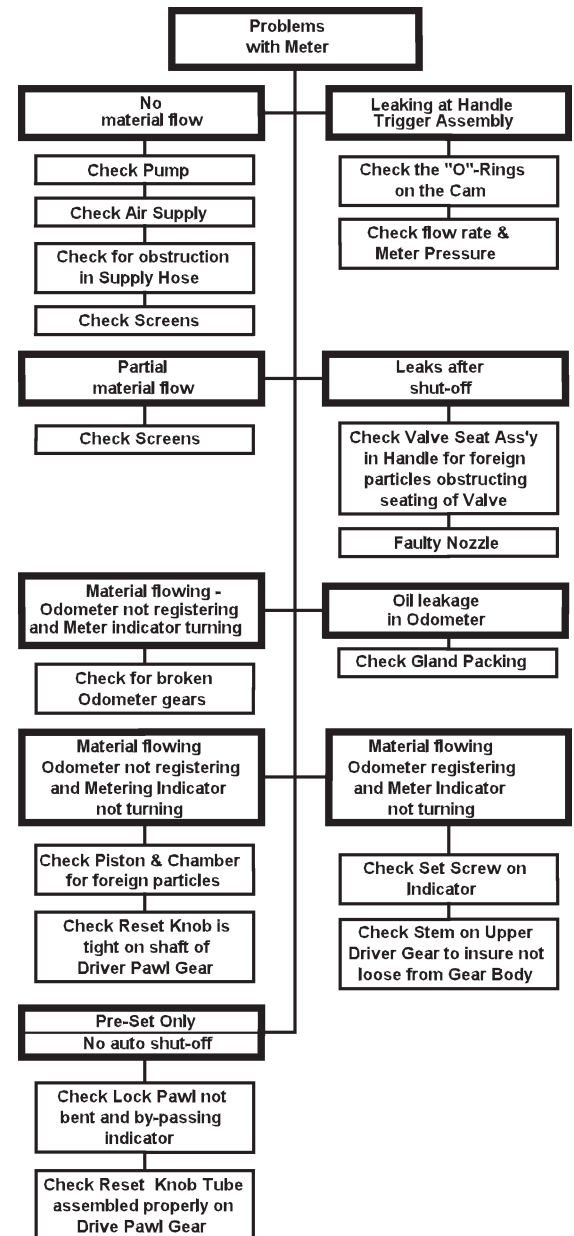 Problems
with Meter
No
material flow
Check Pump
Check Air Supply
Check for obstruction
in Supply Hose
Check Screens
Leaking at Handle
Trigger Assembly
Check the "O"-Rings
on the Cam
Check flow rate &
Meter Pressure
Partial
material flow
Check Screens
Leaks after
shut-off
Check Valve Seat Ass'y
in Handle for foreign
particles obstructing
seating of Valve
Faulty Nozzle
Material flowing -
Odometer not registering
and Meter indicator turning
Check for broken
Odometer gears
Oil leakage
in Odometer
Check Gland Packing
Material flowing
Odometer not registering
and Metering Indicator
not turning
Check Piston & Chamber
for foreign particles
Check Reset Knob is
tight on shaft of
Driver Pawl Gear
Material flowing
Odometer registering
and Meter Indicator
not turning
Check Set Screw on
Indicator
Check Stem on Upper
Driver Gear to insure not
loose from Gear Body
Pre-Set Only
No auto shut-off
Check Lock Pawl not
bent and by-passing
indicator
Check Reset Knob Tube
assembled properly on
Drive Pawl Gear